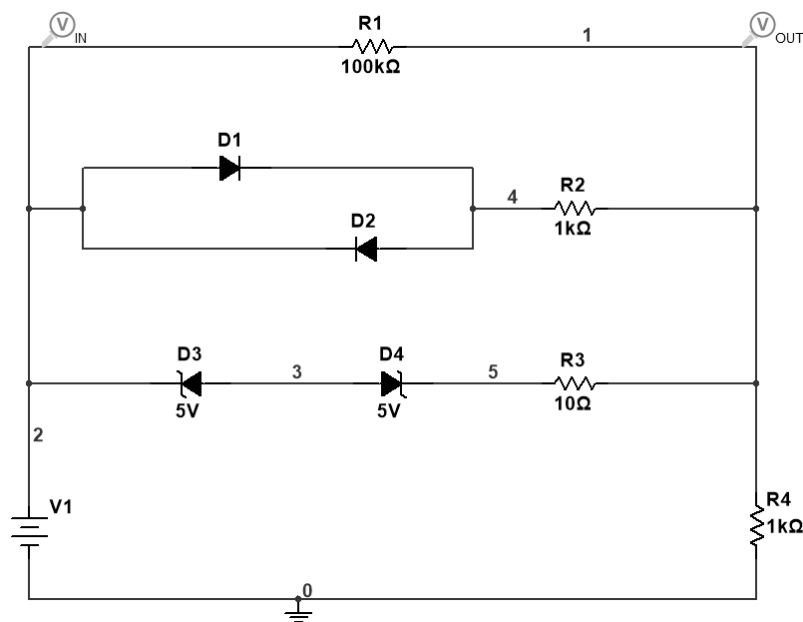 V IN
R1
100kΩ
1
V OUT
D1
D2
4
R2
1kΩ
D3
5V
3
D4
5V
5
R3
10Ω
2
V1
R4
1kΩ
0